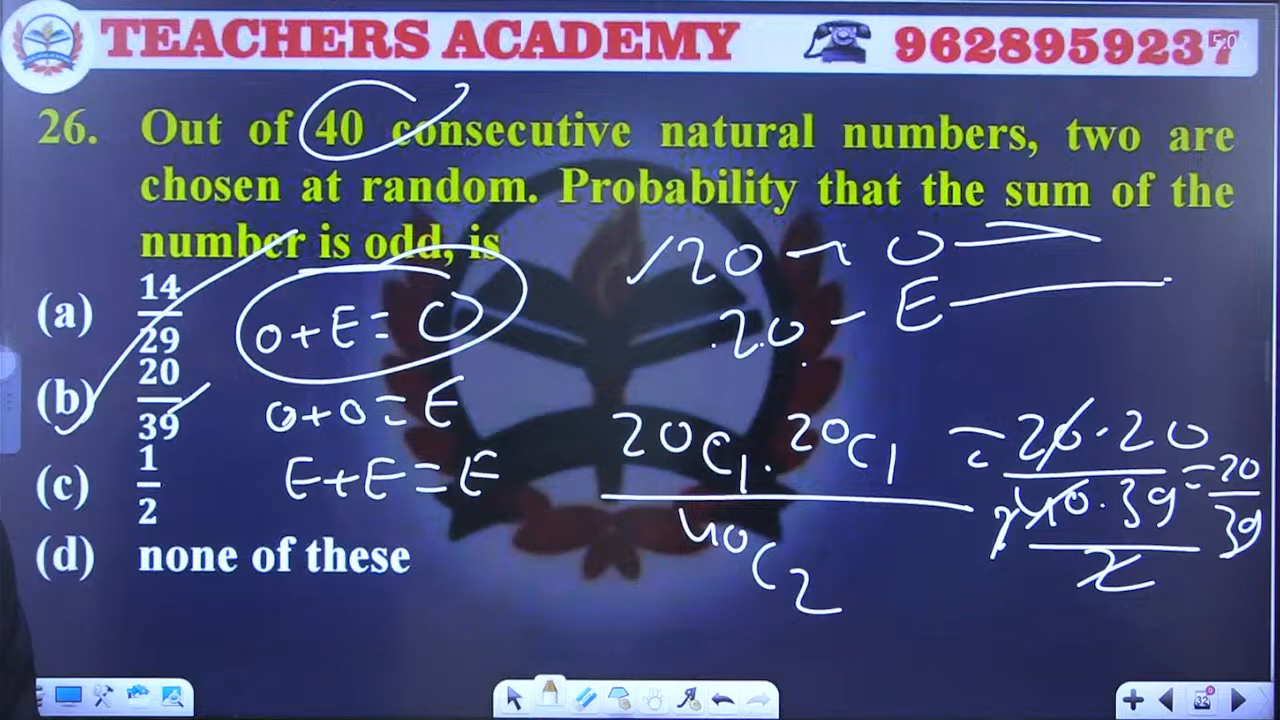 TEACHERS ACADEMY 9628959237
26. Out of 40 consecutive natural numbers, two are
chosen at random. Probability that the sum of the
number is odd, is
(a) 14/29
(b) 20/39
(c) 1/2
(d) none of these
O+E=O
O+O=E
E+E=E
20 - O
20 - E
20C1.20C1
40C2
=20.20
40.39
2
=20
39
32